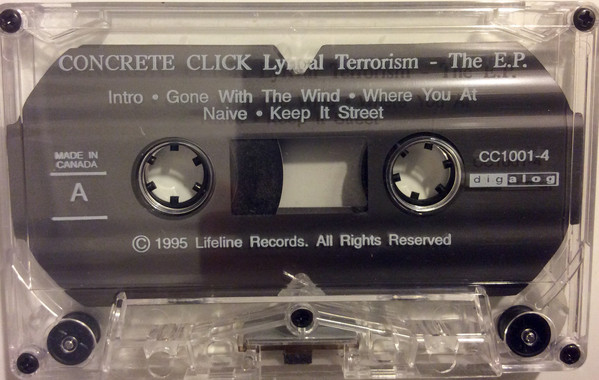 CONCRETE CLICK Lyrical Terrorism - The E.P.
Intro • Gone With The Wind • Where You At
Naive • Keep It Street
MADE IN
CANADA
A
CC1001-4
digalog
© 1995 Lifeline Records. All Rights Reserved